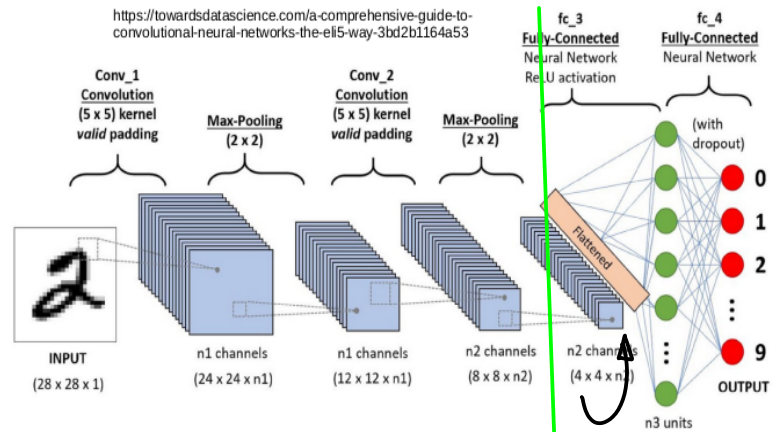 https://towardsdatascience.com/a-comprehensive-guide-to-
convolutional-neural-networks-the-eli5-way-3bd2b1164a53
fc_3
Fully-Connected
Neural Network
ReLU activation
fc_4
Fully-Connected
Neural Network
Conv_1
Convolution
(5 x 5) kernel
valid padding
Max-Pooling
(2 x 2)
Conv_2
Convolution
(5 x 5) kernel
valid padding
Max-Pooling
(2 x 2)
(with
dropout)
Flattened
0
1
2
9
INPUT
(28 x 28 x 1)
n1 channels
(24 x 24 x n1)
n1 channels
(12 x 12 x n1)
n2 channels
(8 x 8 x n2)
n2 channels
(4 x 4 x n2)
OUTPUT
n3 units